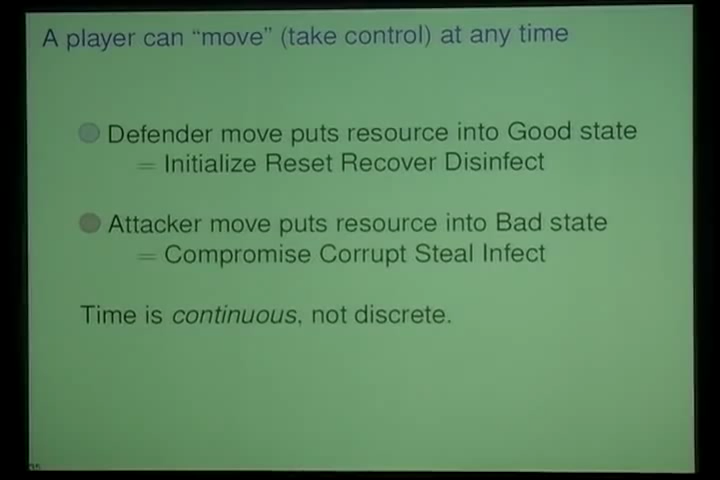 A player can “move” (take control) at any time
Defender move puts resource into Good state
= Initialize Reset Recover Disinfect
Attacker move puts resource into Bad state
= Compromise Corrupt Steal Infect
Time is continuous, not discrete.